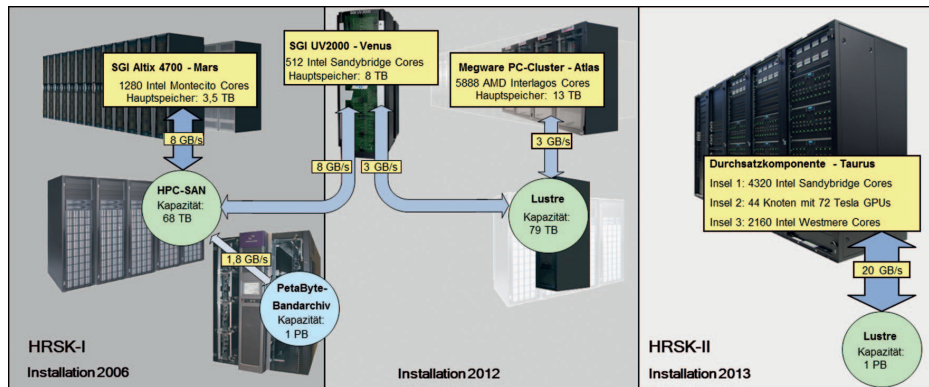 SGI Altix 4700 - Mars
1280 Intel Montecito Cores
Hauptspeicher: 3,5 TB
8 GB/s
HPC-SAN
Kapazität:
68 TB
1,8 GB/s
PetaByte-
Bandarchiv
Kapazität:
1 PB
HRSK-I
Installation 2006
SGI UV2000 - Venus
512 Intel Sandybridge Cores
Hauptspeicher: 8 TB
8 GB/s
3 GB/s
Megware PC-Cluster - Atlas
5888 AMD Interlagos Cores
Hauptspeicher: 13 TB
3 GB/s
Lustre
Kapazität:
79 TB
Installation 2012
Durchsatzkomponente - Taurus
Insel 1: 4320 Intel Sandybridge Cores
Insel 2: 44 Knoten mit 72 Tesla GPUs
Insel 3: 2160 Intel Westmere Cores
20 GB/s
Lustre
Kapazität:
1 PB
HRSK-II
Installation 2013